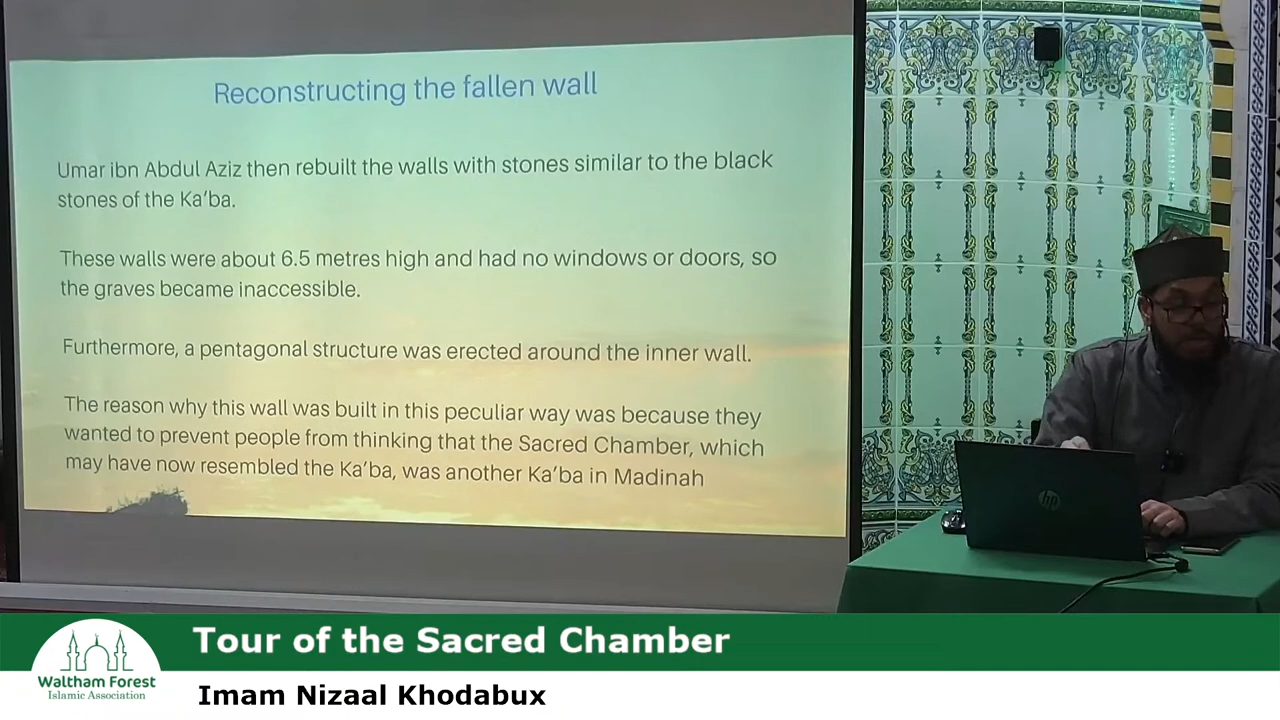 Reconstructing the fallen wall
Umar ibn Abdul Aziz then rebuilt the walls with stones similar to the black
stones of the Ka’ba.
These walls were about 6.5 metres high and had no windows or doors, so
the graves became inaccessible.
Furthermore, a pentagonal structure was erected around the inner wall.
The reason why this wall was built in this peculiar way was because they
wanted to prevent people from thinking that the Sacred Chamber, which
may have now resembled the Ka’ba, was another Ka’ba in Madinah
hp
Tour of the Sacred Chamber
Waltham Forest
Islamic Association
Imam Nizaal Khodabux